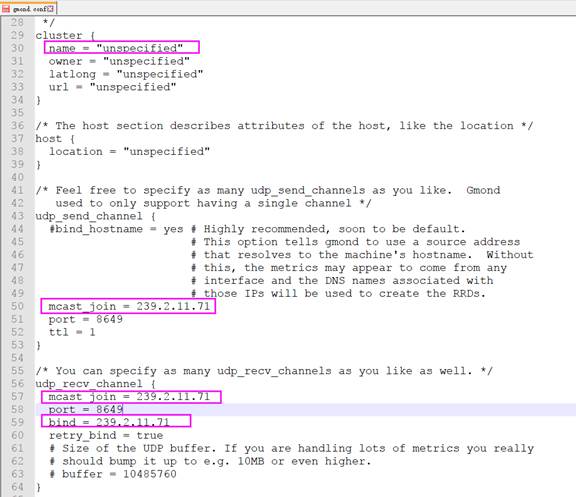 gmond.conf
28 */
29 cluster {
30 name = "unspecified"
31 owner = "unspecified"
32 latlong = "unspecified"
33 url = "unspecified"
34 }
35
36 /* The host section describes attributes of the host, like the location */
37 host {
38 location = "unspecified"
39 }
40
41 /* Feel free to specify as many udp_send_channels as you like. Gmond
42 used to only support having a single channel */
43 udp_send_channel {
44 #bind_hostname = yes # Highly recommended, soon to be default.
45 # This option tells gmond to use a source address
46 # that resolves to the machine's hostname. Without
47 # this, the metrics may appear to come from any
48 # interface and the DNS names associated with
49 # those IPs will be used to create the RRDs.
50 mcast_join = 239.2.11.71
51 port = 8649
52 ttl = 1
53 }
54
55 /* You can specify as many udp_recv_channels as you like as well. */
56 udp_recv_channel {
57 mcast_join = 239.2.11.71
58 port = 8649
59 bind = 239.2.11.71
60 retry_bind = true
61 # Size of the UDP buffer. If you are handling lots of metrics you really
62 # should bump it up to e.g. 10MB or even higher.
63 # buffer = 10485760
64 }